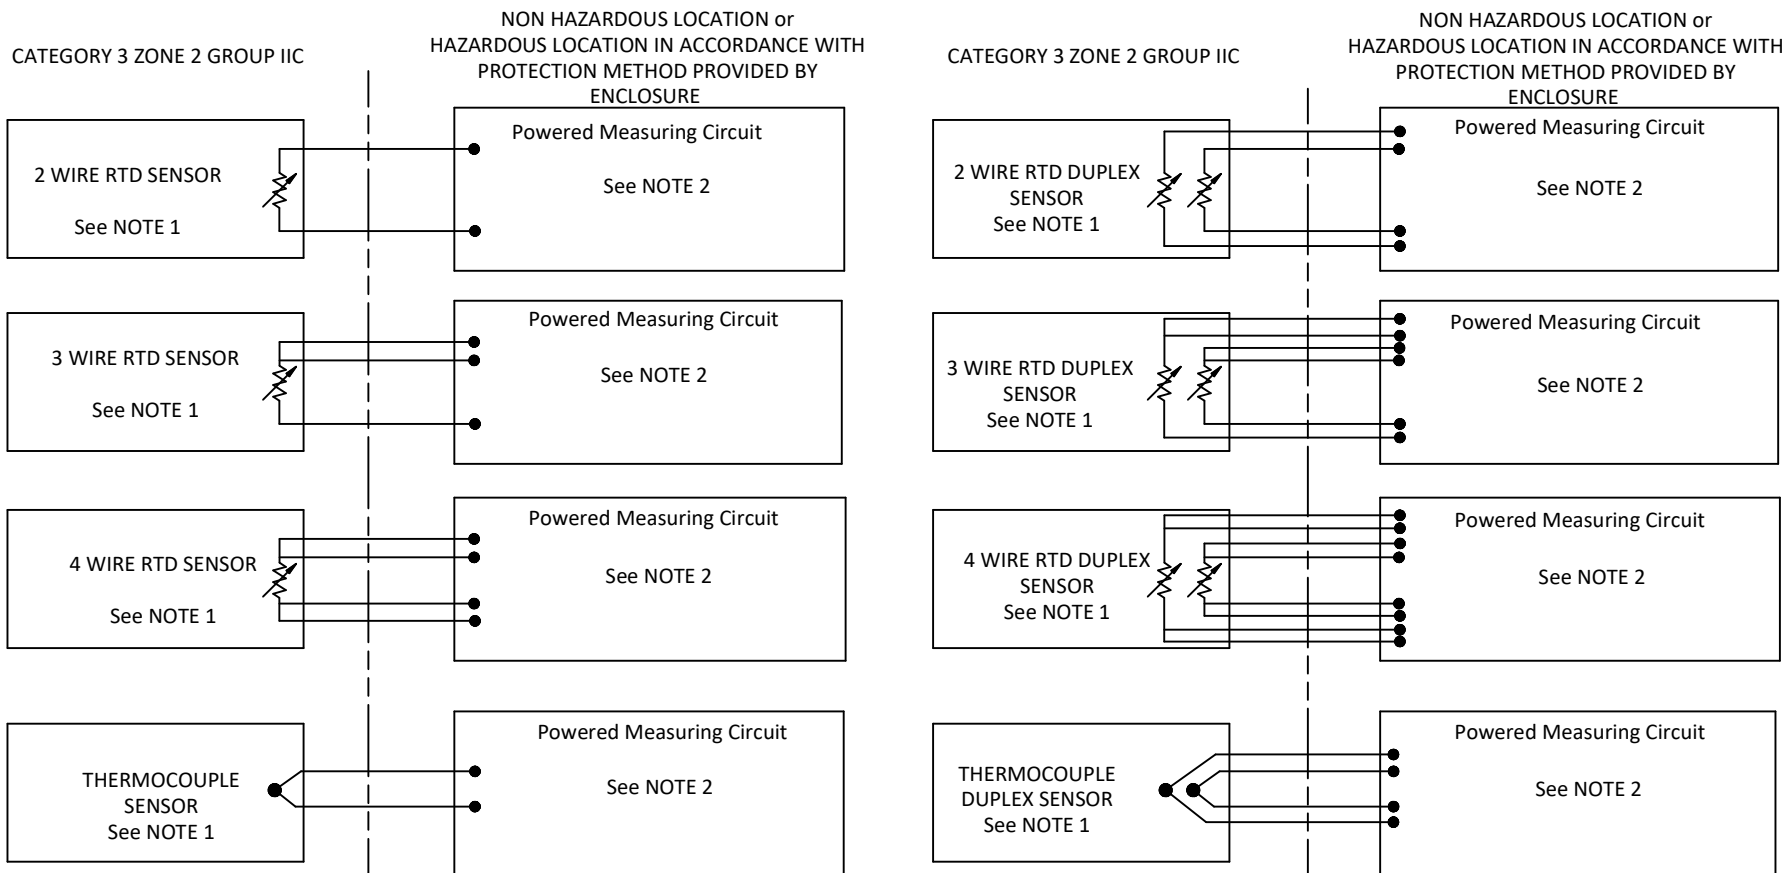 CATEGORY 3 ZONE 2 GROUP IIC
NON HAZARDOUS LOCATION or
HAZARDOUS LOCATION IN ACCORDANCE WITH
PROTECTION METHOD PROVIDED BY
ENCLOSURE
2 WIRE RTD SENSOR
See NOTE 1
Powered Measuring Circuit
See NOTE 2
3 WIRE RTD SENSOR
See NOTE 1
Powered Measuring Circuit
See NOTE 2
4 WIRE RTD SENSOR
See NOTE 1
Powered Measuring Circuit
See NOTE 2
THERMOCOUPLE
SENSOR
See NOTE 1
Powered Measuring Circuit
See NOTE 2
CATEGORY 3 ZONE 2 GROUP IIC
NON HAZARDOUS LOCATION or
HAZARDOUS LOCATION IN ACCORDANCE WITH
PROTECTION METHOD PROVIDED BY
ENCLOSURE
2 WIRE RTD DUPLEX
SENSOR
See NOTE 1
Powered Measuring Circuit
See NOTE 2
3 WIRE RTD DUPLEX
SENSOR
See NOTE 1
Powered Measuring Circuit
See NOTE 2
4 WIRE RTD DUPLEX
SENSOR
See NOTE 1
Powered Measuring Circuit
See NOTE 2
THERMOCOUPLE
DUPLEX SENSOR
See NOTE 1
Powered Measuring Circuit
See NOTE 2